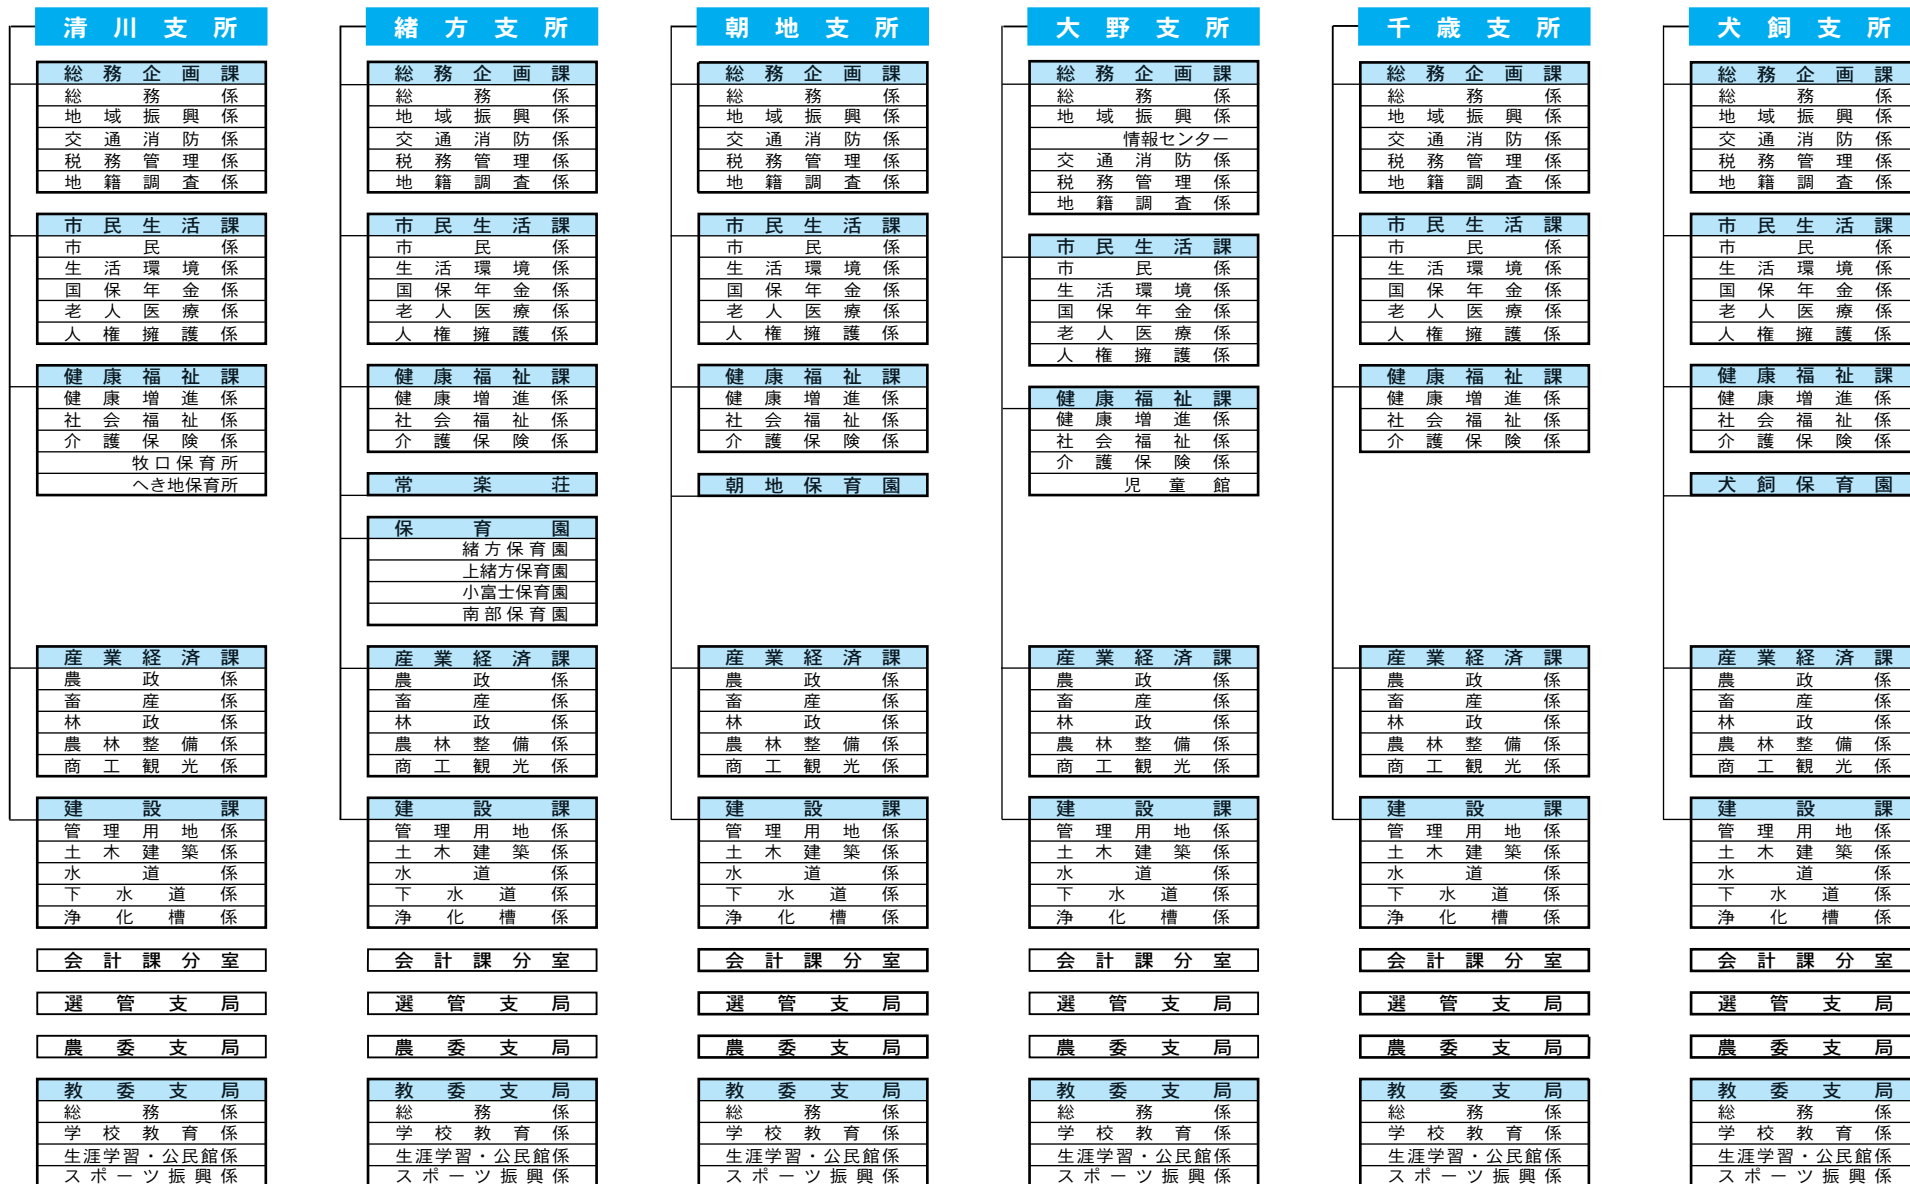 清川支所
総務企画課
総務係
地域振興係
交通消防係
税務管理係
地籍調査係
市民生活課
市民係
生活環境係
国保年金係
老人医療係
人権擁護係
健康福祉課
健康増進係
社会福祉係
介護保険係
牧口保育所
へき地保育所
産業経済課
農政係
畜産係
林政係
農林整備係
商工観光係
建設課
管理用地係
土木建築係
水道係
下水道係
浄化槽係
会計課分室
選管支局
農委支局
教委支局
総務係
学校教育係
生涯学習・公民館係
スポーツ振興係
緒方支所
総務企画課
総務係
地域振興係
交通消防係
税務管理係
地籍調査係
市民生活課
市民係
生活環境係
国保年金係
老人医療係
人権擁護係
健康福祉課
健康増進係
社会福祉係
介護保険係
常楽荘
保育園
緒方保育園
上緒方保育園
小富士保育園
南部保育園
産業経済課
農政係
畜産係
林政係
農林整備係
商工観光係
建設課
管理用地係
土木建築係
水道係
下水道係
浄化槽係
会計課分室
選管支局
農委支局
教委支局
総務係
学校教育係
生涯学習・公民館係
スポーツ振興係
朝地支所
総務企画課
総務係
地域振興係
交通消防係
税務管理係
地籍調査係
市民生活課
市民係
生活環境係
国保年金係
老人医療係
人権擁護係
健康福祉課
健康増進係
社会福祉係
介護保険係
朝地保育園
産業経済課
農政係
畜産係
林政係
農林整備係
商工観光係
建設課
管理用地係
土木建築係
水道係
下水道係
浄化槽係
会計課分室
選管支局
農委支局
教委支局
総務係
学校教育係
生涯学習・公民館係
スポーツ振興係
大野支所
総務企画課
総務係
地域振興係
情報センター
交通消防係
税務管理係
地籍調査係
市民生活課
市民係
生活環境係
国保年金係
老人医療係
人権擁護係
健康福祉課
健康増進係
社会福祉係
介護保険係
児童館
産業経済課
農政係
畜産係
林政係
農林整備係
商工観光係
建設課
管理用地係
土木建築係
水道係
下水道係
浄化槽係
会計課分室
選管支局
農委支局
教委支局
総務係
学校教育係
生涯学習・公民館係
スポーツ振興係
千歳支所
総務企画課
総務係
地域振興係
交通消防係
税務管理係
地籍調査係
市民生活課
市民係
生活環境係
国保年金係
老人医療係
人権擁護係
健康福祉課
健康増進係
社会福祉係
介護保険係
産業経済課
農政係
畜産係
林政係
農林整備係
商工観光係
建設課
管理用地係
土木建築係
水道係
下水道係
浄化槽係
会計課分室
選管支局
農委支局
教委支局
総務係
学校教育係
生涯学習・公民館係
スポーツ振興係
犬飼支所
総務企画課
総務係
地域振興係
交通消防係
税務管理係
地籍調査係
市民生活課
市民係
生活環境係
国保年金係
老人医療係
人権擁護係
健康福祉課
健康増進係
社会福祉係
介護保険係
犬飼保育園
産業経済課
農政係
畜産係
林政係
農林整備係
商工観光係
建設課
管理用地係
土木建築係
水道係
下水道係
浄化槽係
会計課分室
選管支局
農委支局
教委支局
総務係
学校教育係
生涯学習・公民館係
スポーツ振興係